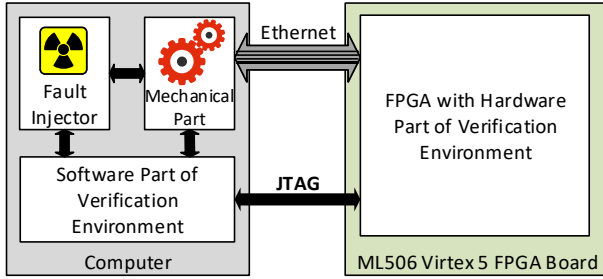 Ethernet
Fault
Injector
Mechanical
Part
FPGA with Hardware
Part of Verification
Environment
Software Part of
Verification
Environment
JTAG
Computer
ML506 Virtex 5 FPGA Board